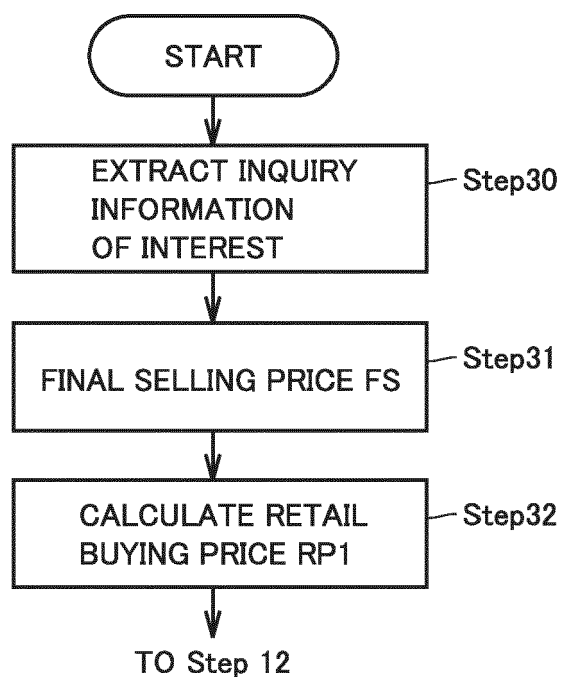 START
EXTRACT INQUIRY
INFORMATION
OF INTEREST
Step30
FINAL SELLING PRICE FS
Step31
CALCULATE RETAIL
BUYING PRICE RP1
Step32
TO Step 12